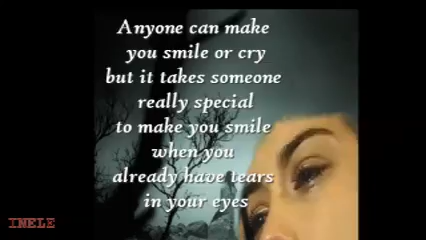 Anyone can make
you smile or cry
but it takes someone
really special
to make you smile
when you
already have tears
in your eyes
INELE